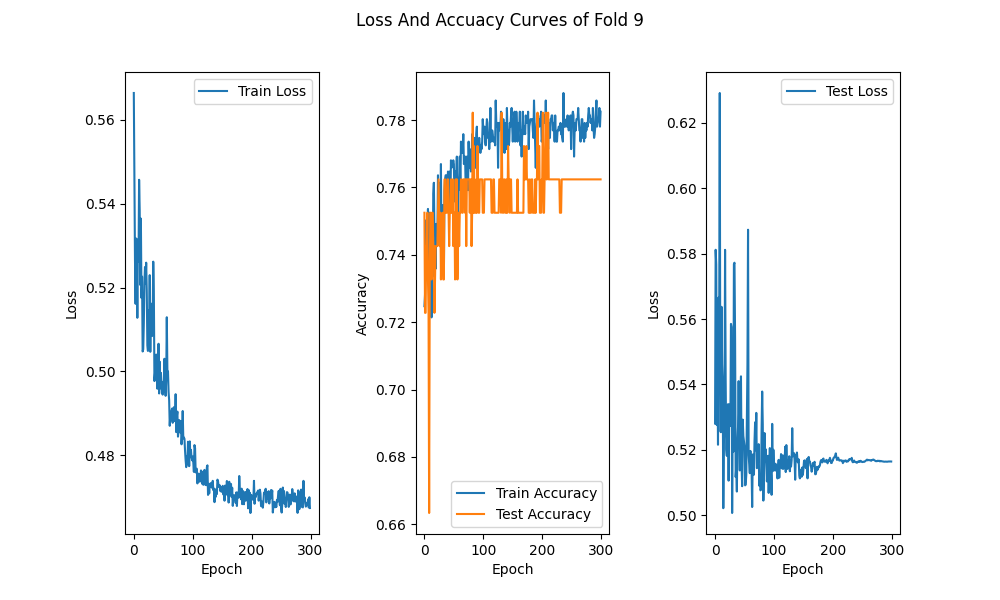 Loss And Accuacy Curves of Fold 9
Train Loss
Loss
0.56
0.54
0.52
0.50
0.48
0 100 200 300
Epoch
Accuracy
0.78
0.76
0.74
0.72
0.70
0.68
0.66
Train Accuracy
Test Accuracy
0 100 200 300
Epoch
Test Loss
Loss
0.62
0.60
0.58
0.56
0.54
0.52
0.50
0 100 200 300
Epoch